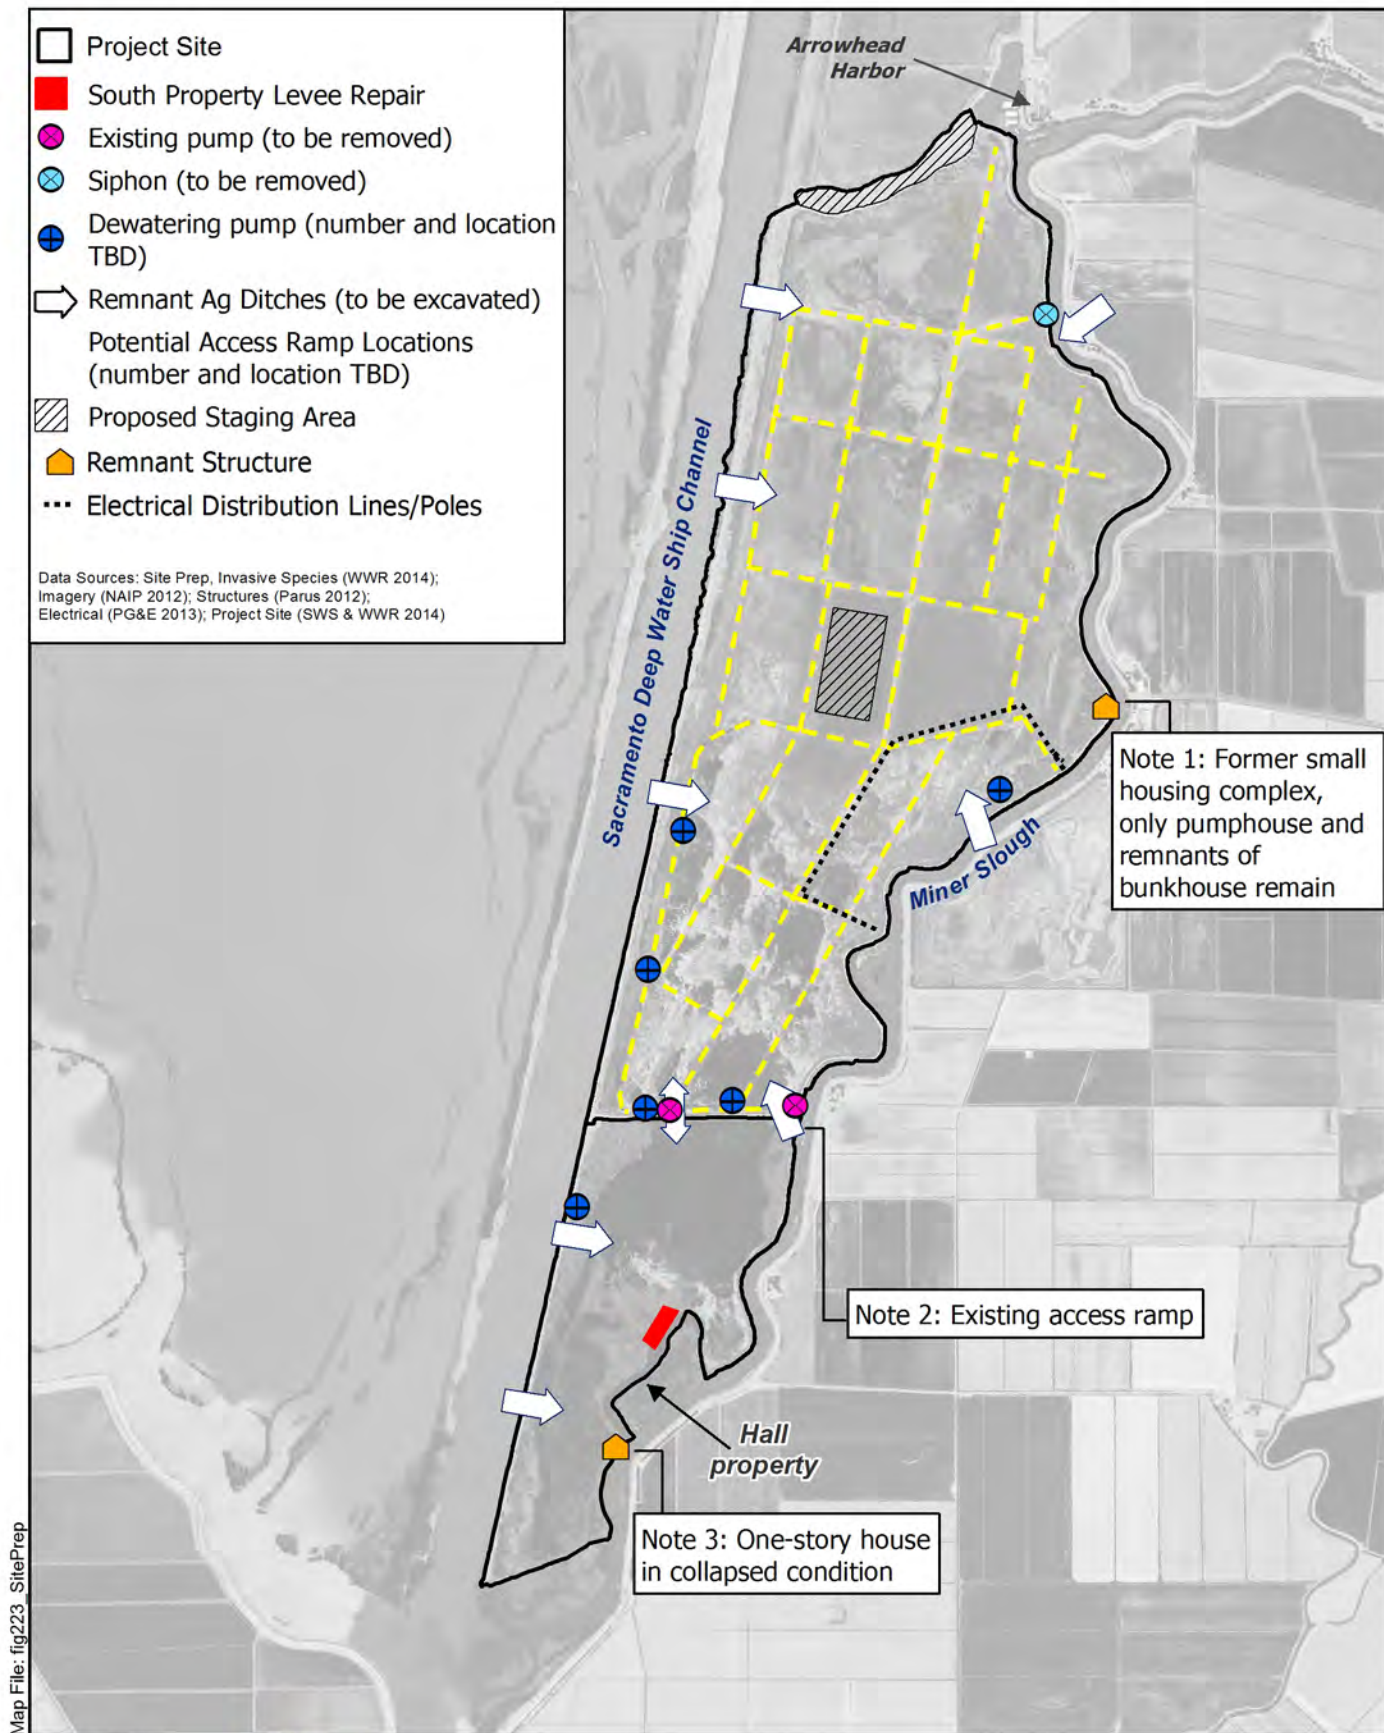 Project Site
South Property Levee Repair
Existing pump (to be removed)
Siphon (to be removed)
Dewatering pump (number and location
TBD)
Remnant Ag Ditches (to be excavated)
Potential Access Ramp Locations
(number and location TBD)
Proposed Staging Area
Remnant Structure
Electrical Distribution Lines/Poles
Data Sources: Site Prep, Invasive Species (WWR 2014);
Imagery (NAIP 2012); Structures (Parus 2012);
Electrical (PG&E 2013); Project Site (SWS & WWR 2014)
Arrowhead
Harbor
Sacramento Deep Water Ship Channel
Note 1: Former small
housing complex,
only pumphouse and
remnants of
bunkhouse remain
Miner Slough
Note 2: Existing access ramp
Hall
property
Note 3: One-story house
in collapsed condition
Map File: fig223_SitePrep